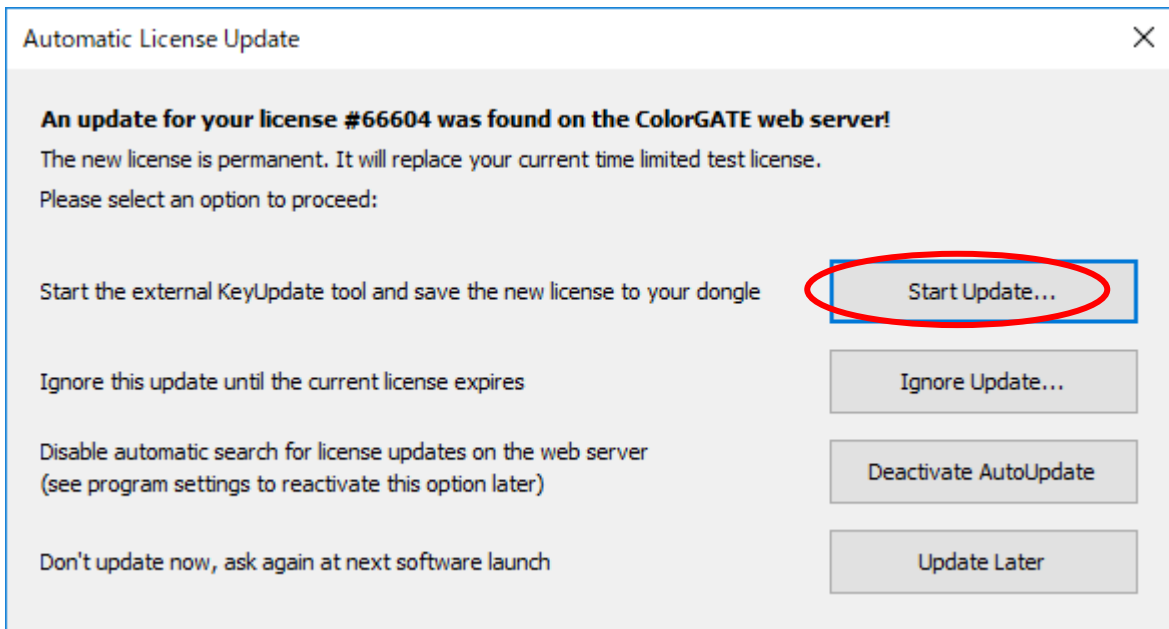 Automatic License Update
An update for your license #66604 was found on the ColorGATE web server!
The new license is permanent. It will replace your current time limited test license.
Please select an option to proceed:
Start the external KeyUpdate tool and save the new license to your dongle
Start Update...
Ignore this update until the current license expires
Ignore Update...
Disable automatic search for license updates on the web server
(see program settings to reactivate this option later)
Deactivate AutoUpdate
Don't update now, ask again at next software launch
Update Later